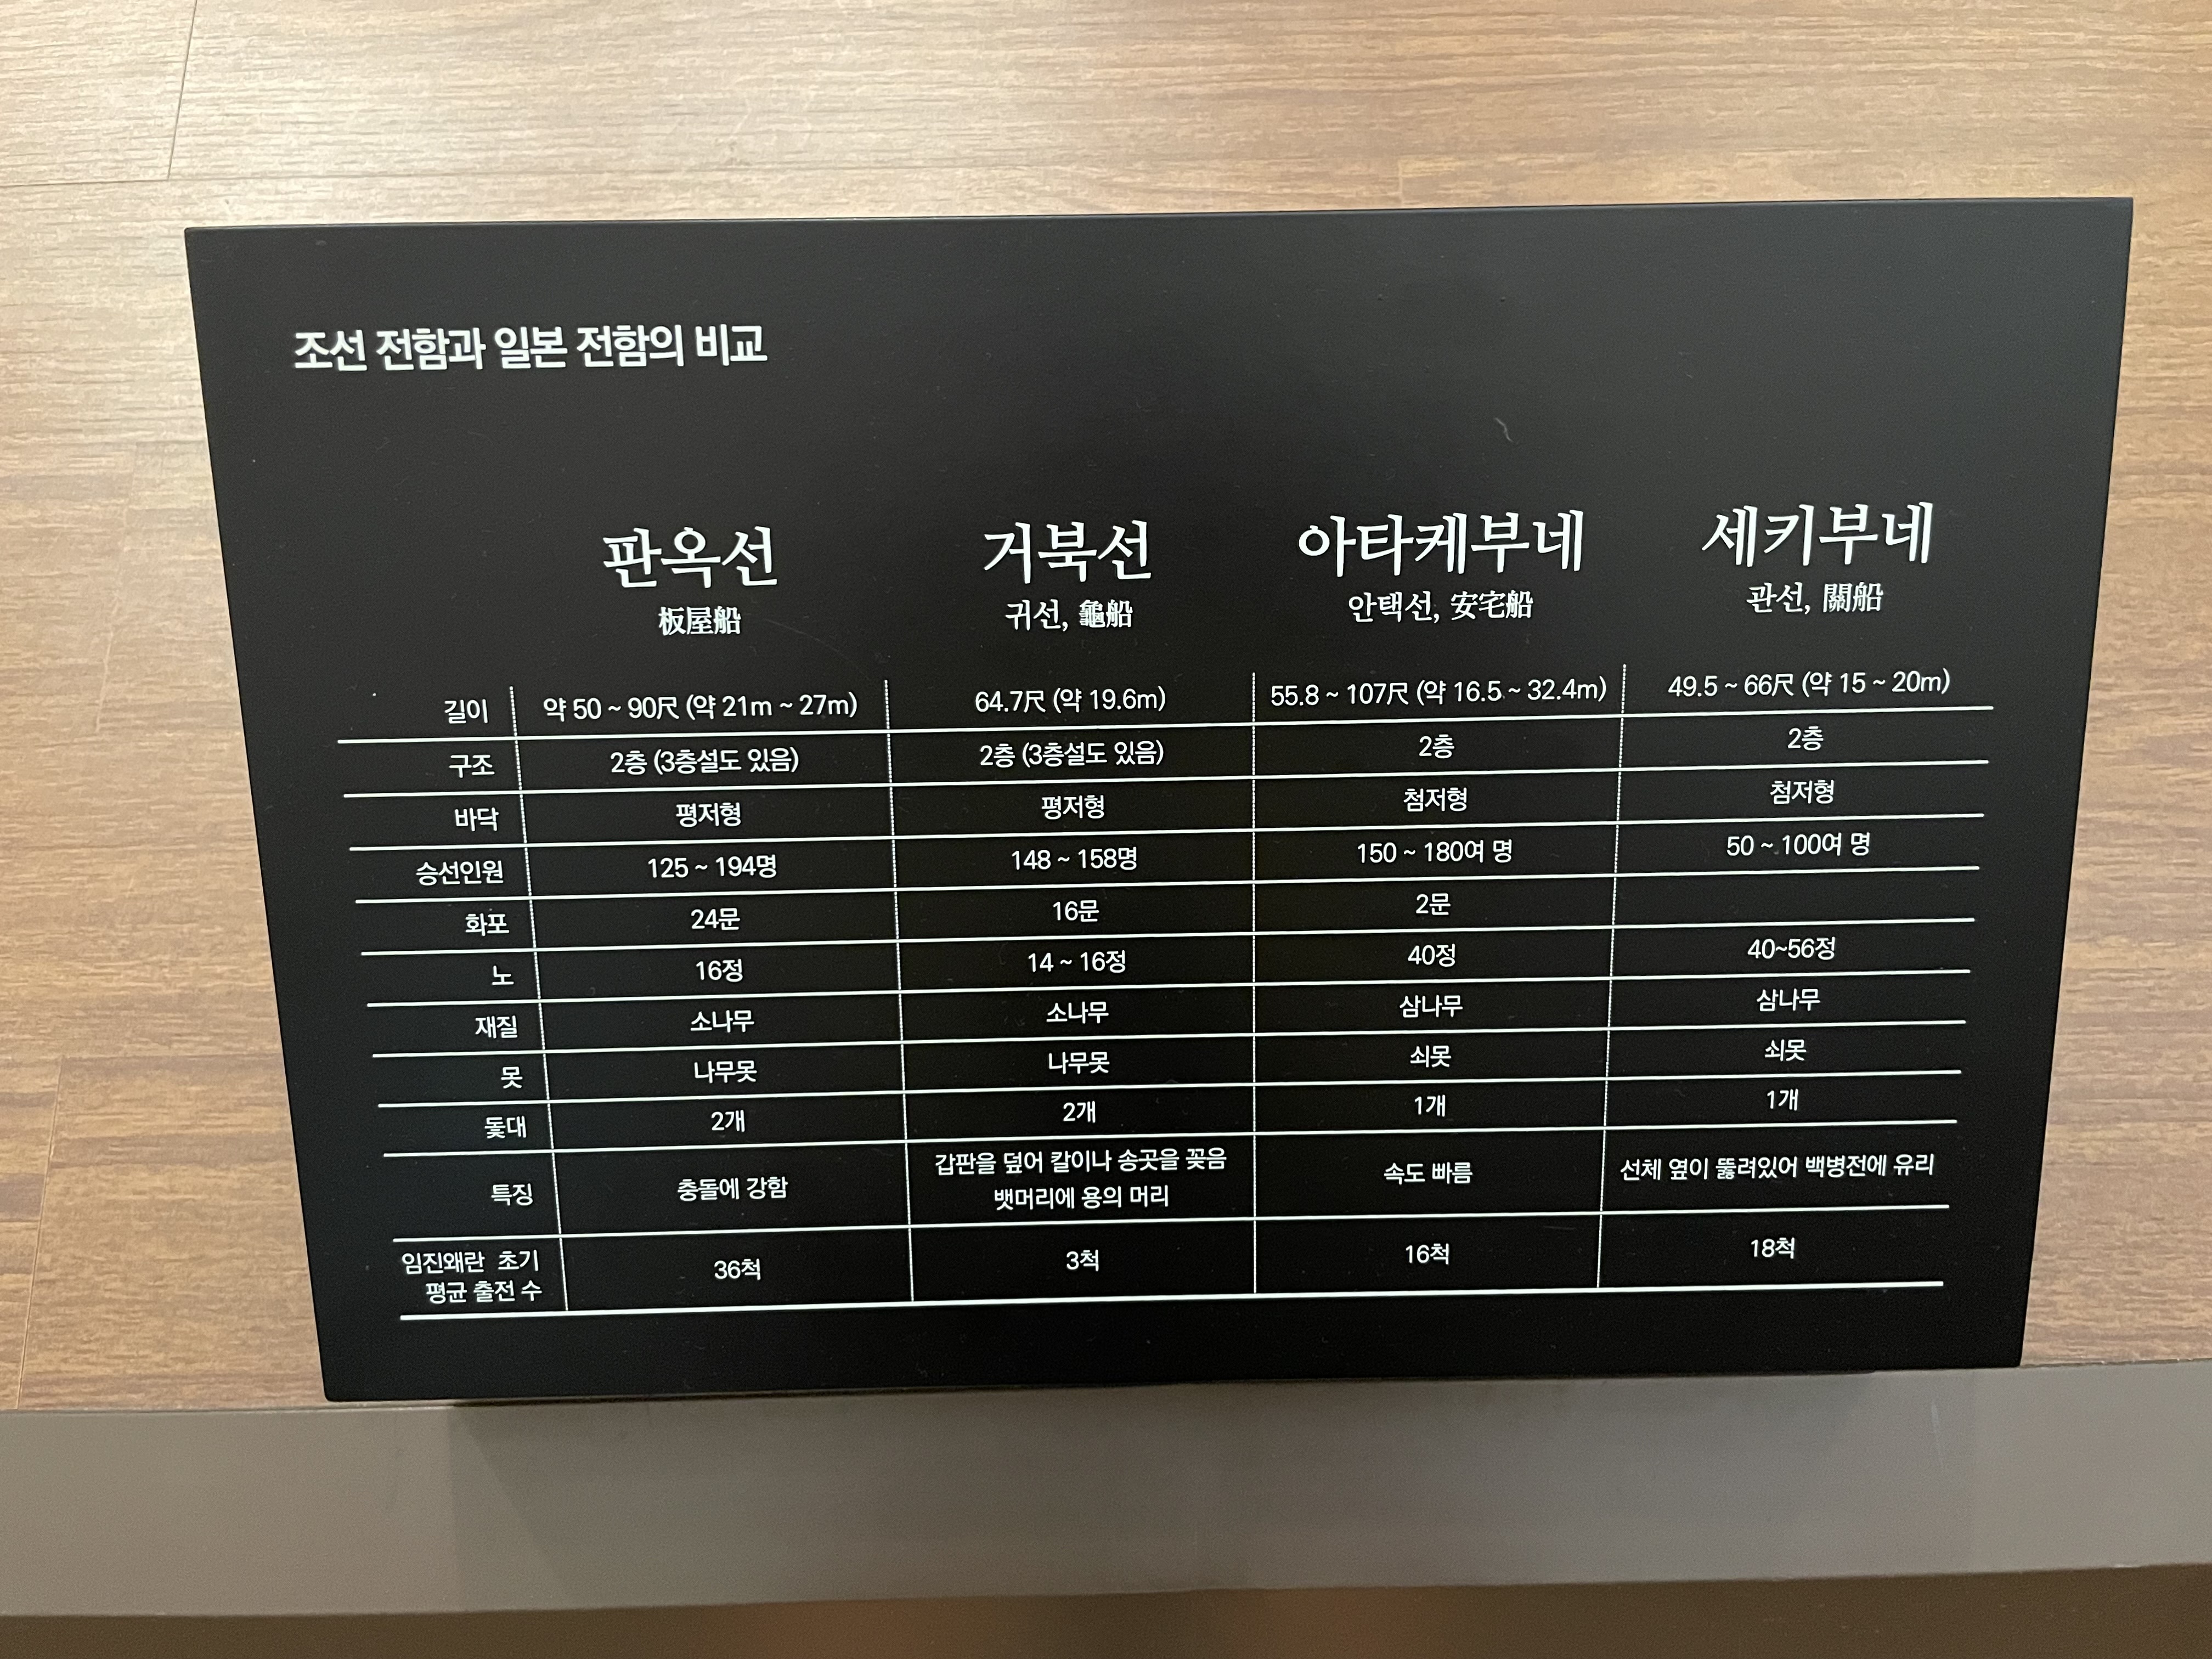 조선 전함과 일본 전함의 비교
판옥선 거북선 아타케부네 세키부네
板屋船 귀선, 龜船 안택선, 安宅船 관선, 關船
길이 약 50 ~ 90尺 (약 21m ~ 27m) 64.7尺 (약 19.6m) 55.8 ~ 107尺 (약 16.5 ~ 32.4m) 49.5 ~ 66尺 (약 15 ~ 20m)
구조 2층 (3층설도 있음) 2층 (3층설도 있음) 2층 2층
바닥 평저형 평저형 첨저형 첨저형
승선인원 125 ~ 194명 148 ~ 158명 150 ~ 180여 명 50 ~ 100여 명
화포 24문 16문 2문
노 16정 14 ~ 16정 40정 40~56정
재질 소나무 소나무 삼나무 삼나무
못 나무못 나무못 쇠못 쇠못
돛대 2개 2개 1개 1개
특징 충돌에 강함 갑판을 덮어 칼이나 송곳을 꽂음 속도 빠름 선체 옆이 뚫려있어 백병전에 유리
뱃머리에 용의 머리
임진왜란 초기
평균 출전 수 36척 3척 16척 18척